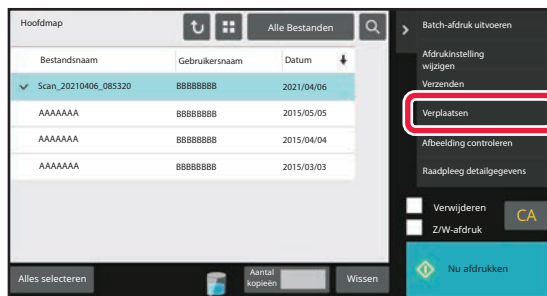 Hoofdmap
Alle Bestanden
Bestandsnaam Gebruikersnaam Datum
Scan_20210406_085320 BBBBBBBB 2021/04/06
AAAAAAA BBBBBBBB 2015/05/05
AAAAAAA BBBBBBBB 2015/04/04
AAAAAAA BBBBBBBB 2015/03/03
Alles selecteren
Aantal
kopieën
Wissen
Batch-afdruk uitvoeren
Afdrukinstelling
wijzigen
Verzenden
Verplaatsen
Afbeelding controleren
Raadpleeg detailgegevens
Verwijderen
Z/W-afdruk
CA
Nu afdrukken